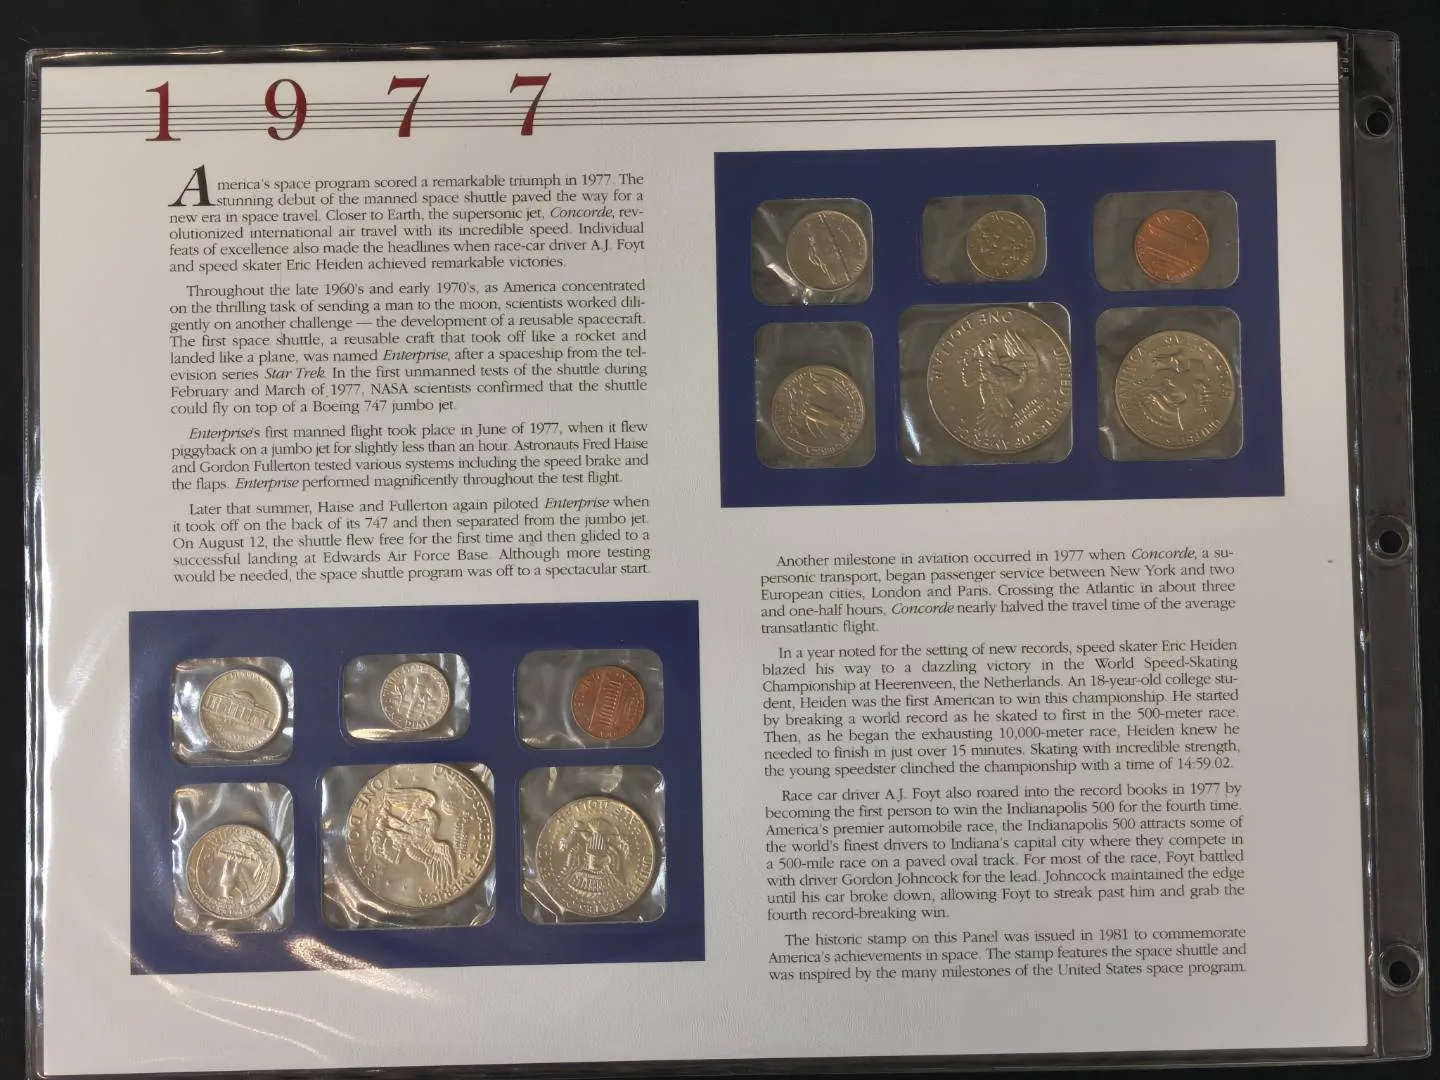 1 9 7 7
America's space program scored a remarkable triumph in 1977. The
stunning debut of the manned space shuttle paved the way for a
new era in space travel. Closer to Earth, the supersonic jet, Concorde, rev-
olutionized international air travel with its incredible speed. Individual
feats of excellence also made the headlines when race-car driver A.J. Foyt
and speed skater Eric Heiden achieved remarkable victories.
Throughout the late 1960's and early 1970's, as America concentrated
on the thrilling task of sending a man to the moon, scientists worked dili-
gently on another challenge — the development of a reusable spacecraft.
The first space shuttle, a reusable craft that took off like a rocket and
landed like a plane, was named Enterprise, after a spaceship from the tel-
evision series Star Trek. In the first unmanned tests of the shuttle during
February and March of 1977, NASA scientists confirmed that the shuttle
could fly on top of a Boeing 747 jumbo jet.
Enterprise's first manned flight took place in June of 1977, when it flew
piggyback on a jumbo jet for slightly less than an hour. Astronauts Fred Haise
and Gordon Fullerton tested various systems including the speed brake and
the flaps. Enterprise performed magnificently throughout the test flight.
Later that summer, Haise and Fullerton again piloted Enterprise when
it took off on the back of its 747 and then separated from the jumbo jet.
On August 12, the shuttle flew free for the first time and then glided to a
successful landing at Edwards Air Force Base. Although more testing
would be needed, the space shuttle program was off to a spectacular start.
ONE DOLLAR
UNITED STATES OF AMERICA
Another milestone in aviation occurred in 1977 when Concorde, a su-
personic transport, began passenger service between New York and two
European cities, London and Paris. Crossing the Atlantic in about three
and one-half hours, Concorde nearly halved the travel time of the average
transatlantic flight.
In a year noted for the setting of new records, speed skater Eric Heiden
blazed his way to a dazzling victory in the World Speed-Skating
Championship at Heerenveen, the Netherlands. An 18-year-old college stu-
dent, Heiden was the first American to win this championship. He started
by breaking a world record as he skated to first in the 500-meter race.
Then, as he began the exhausting 10,000-meter race, Heiden knew he
needed to finish in just over 15 minutes. Skating with incredible strength,
the young speedster clinched the championship with a time of 14:59.02.
Race car driver A.J. Foyt also roared into the record books in 1977 by
becoming the first person to win the Indianapolis 500 for the fourth time.
America's premier automobile race, the Indianapolis 500 attracts some of
the world's finest drivers to Indiana's capital city where they compete in
a 500-mile race on a paved oval track. For most of the race, Foyt battled
with driver Gordon Johncock for the lead. Johncock maintained the edge
until his car broke down, allowing Foyt to streak past him and grab the
fourth record-breaking win.
The historic stamp on this Panel was issued in 1981 to commemorate
America's achievements in space. The stamp features the space shuttle and
was inspired by the many milestones of the United States space program.